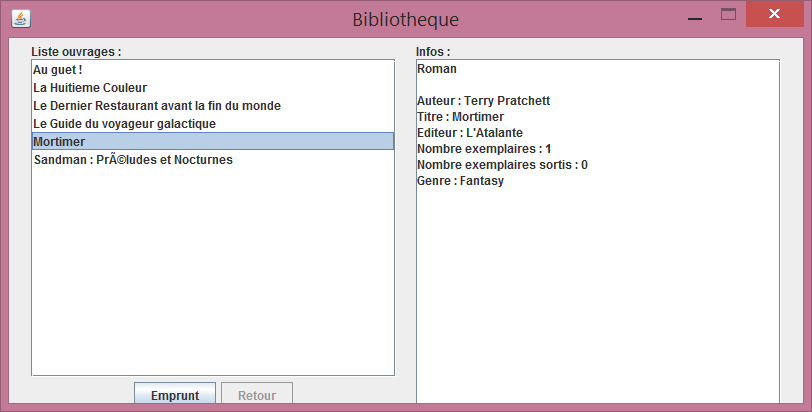 Bibliotheque
Liste ouvrages :
Au guet !
La Huitieme Couleur
Le Dernier Restaurant avant la fin du monde
Le Guide du voyageur galactique
Mortimer
Sandman : PrÃ©ludes et Nocturnes
Emprunt
Retour
Infos :
Roman
Auteur : Terry Pratchett
Titre : Mortimer
Editeur : L'Atalante
Nombre exemplaires : 1
Nombre exemplaires sortis : 0
Genre : Fantasy